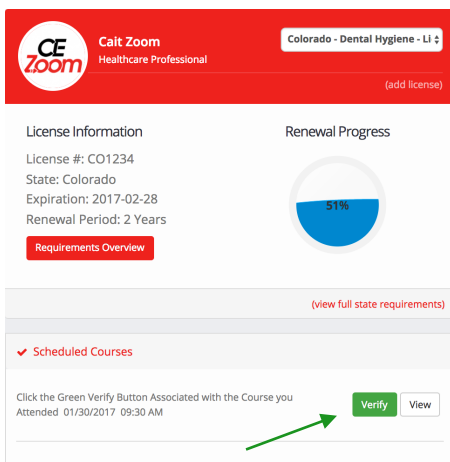 CE
Zoom
Cait Zoom
Healthcare Professional
Colorado - Dental Hygiene - Li
(add license)
License Information
License #: CO1234
State: Colorado
Expiration: 2017-02-28
Renewal Period: 2 Years
Requirements Overview
Renewal Progress
51%
(view full state requirements)
Scheduled Courses
Click the Green Verify Button Associated with the Course you
Attended 01/30/2017 09:30 AM
Verify
View